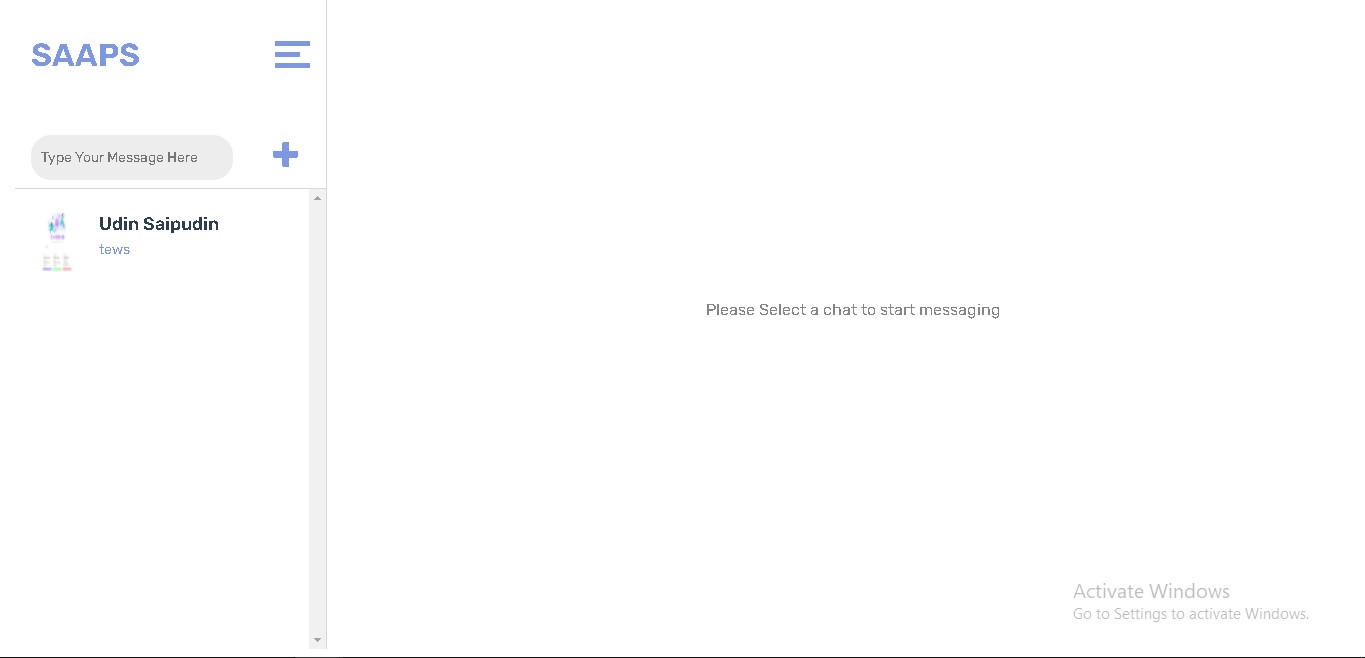 SAAPS
Type Your Message Here
Udin Saipudin
tews
Please Select a chat to start messaging
Activate Windows
Go to Settings to activate Windows.